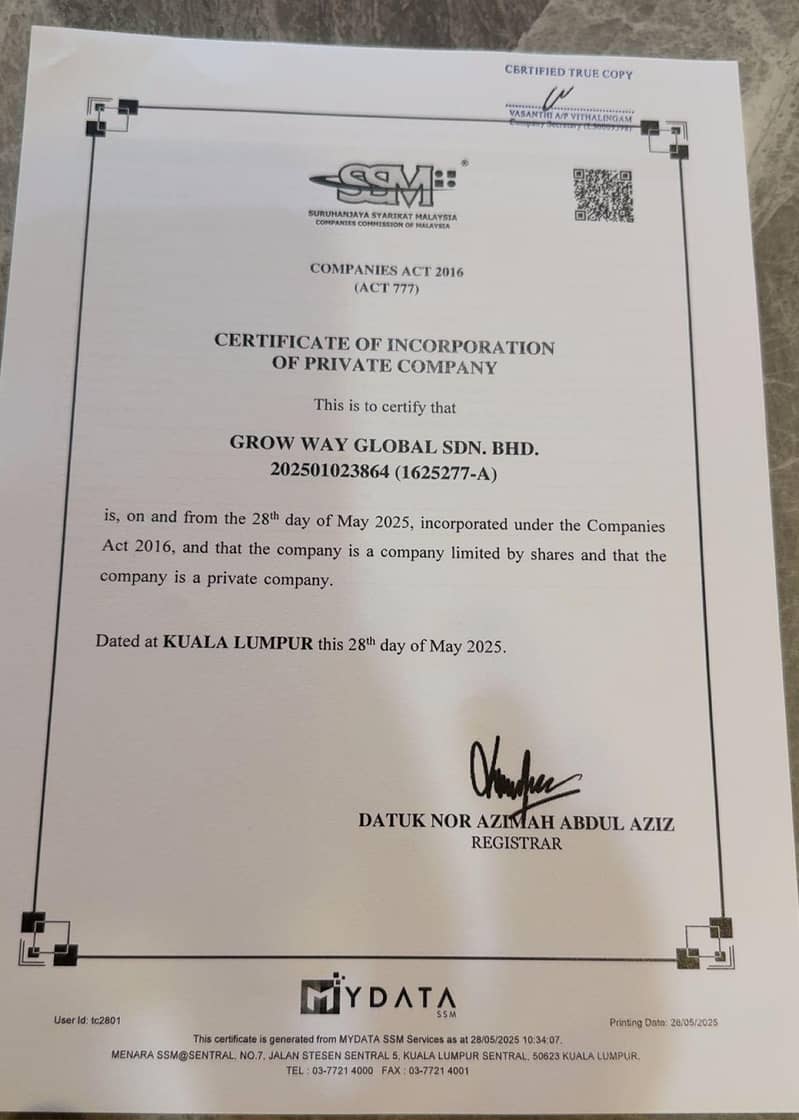 CERTIFIED TRUE COPY
VASANTHI A/P VITHALINGAM
Company Secretary
SSM
®
SURUHANJAYA SYARIKAT MALAYSIA
COMPANIES COMMISSION OF MALAYSIA
COMPANIES ACT 2016
(ACT 777)
CERTIFICATE OF INCORPORATION
OF PRIVATE COMPANY
This is to certify that
GROW WAY GLOBAL SDN. BHD.
202501023864 (1625277-A)
is, on and from the 28th day of May 2025, incorporated under the Companies
Act 2016, and that the company is a company limited by shares and that the
company is a private company.
Dated at KUALA LUMPUR this 28th day of May 2025.
DATUK NOR AZIMAH ABDUL AZIZ
REGISTRAR
MYDATA
SSM
User Id: tc2801
Printing Date: 28/05/2025
This certificate is generated from MYDATA SSM Services as at 28/05/2025 10:34:07.
MENARA SSM@SENTRAL, NO.7, JALAN STESEN SENTRAL 5, KUALA LUMPUR SENTRAL, 50623 KUALA LUMPUR.
TEL : 03-7721 4000 FAX : 03-7721 4001